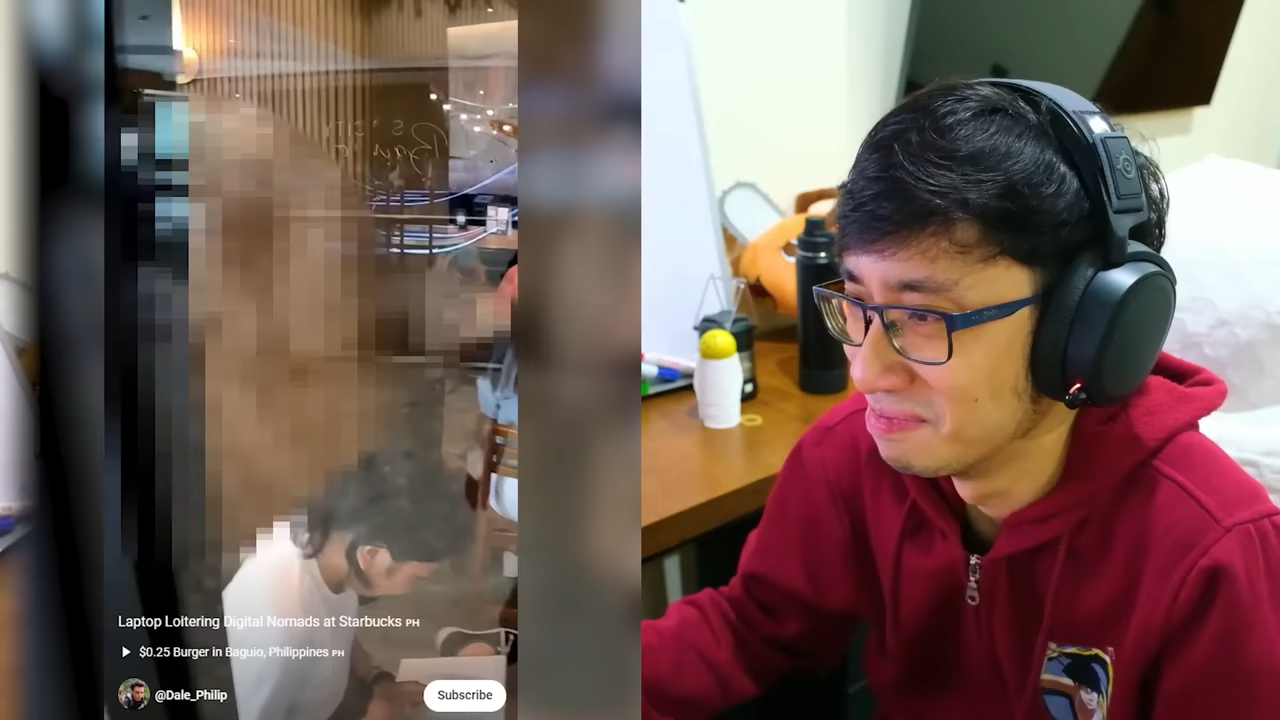 Laptop Loitering Digital Nomads at Starbucks PH
$0.25 Burger in Baguio, Philippines PH
@Dale_Philip
Subscribe